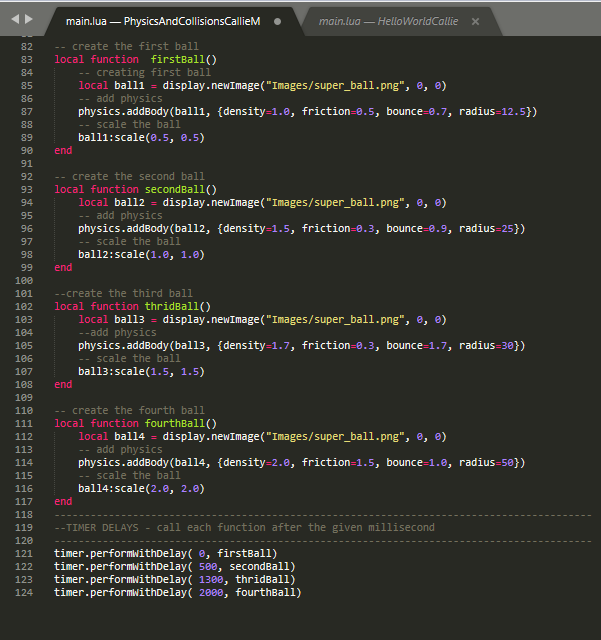 main.lua — PhysicsAndCollisionsCallieM
main.lua — HelloWorldCallie
82 -- create the first ball
83 local function  firstBall()
84     -- creating first ball
85     local ball1 = display.newImage("Images/super_ball.png", 0, 0)
86     -- add physics
87     physics.addBody(ball1, {density=1.0, friction=0.5, bounce=0.7, radius=12.5})
88     -- scale the ball
89     ball1:scale(0.5, 0.5)
90 end
91
92 -- create the second ball
93 local function secondBall()
94     local ball2 = display.newImage("Images/super_ball.png", 0, 0)
95     -- add physics
96     physics.addBody(ball2, {density=1.5, friction=0.3, bounce=0.9, radius=25})
97     -- scale the ball
98     ball2:scale(1.0, 1.0)
99 end
100
101 --create the third ball
102 local function thridBall()
103     local ball3 = display.newImage("Images/super_ball.png", 0, 0)
104     --add physics
105     physics.addBody(ball3, {density=1.7, friction=0.3, bounce=1.7, radius=30})
106     -- scale the ball
107     ball3:scale(1.5, 1.5)
108 end
109
110 -- create the fourth ball
111 local function fourthBall()
112     local ball4 = display.newImage("Images/super_ball.png", 0, 0)
113     -- add physics
114     physics.addBody(ball4, {density=2.0, friction=1.5, bounce=1.0, radius=50})
115     -- scale the ball
116     ball4:scale(2.0, 2.0)
117 end
118 -----------------------------------------------------------------------------------------
119 --TIMER DELAYS - call each function after the given millisecond
120 -----------------------------------------------------------------------------------------
121 timer.performWithDelay( 0, firstBall)
122 timer.performWithDelay( 500, secondBall)
123 timer.performWithDelay( 1300, thridBall)
124 timer.performWithDelay( 2000, fourthBall)